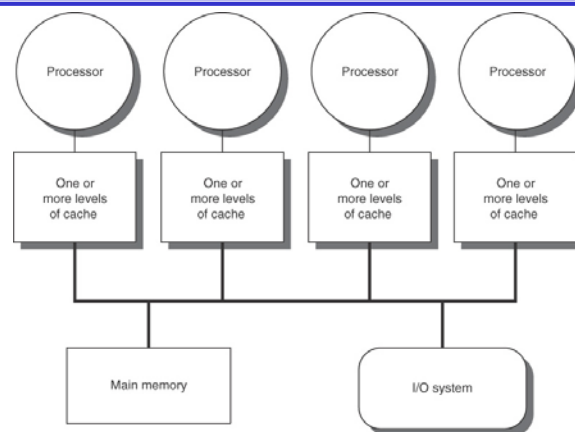 Processor
Processor
Processor
Processor
One or
more levels
of cache
One or
more levels
of cache
One or
more levels
of cache
One or
more levels
of cache
Main memory
I/O system